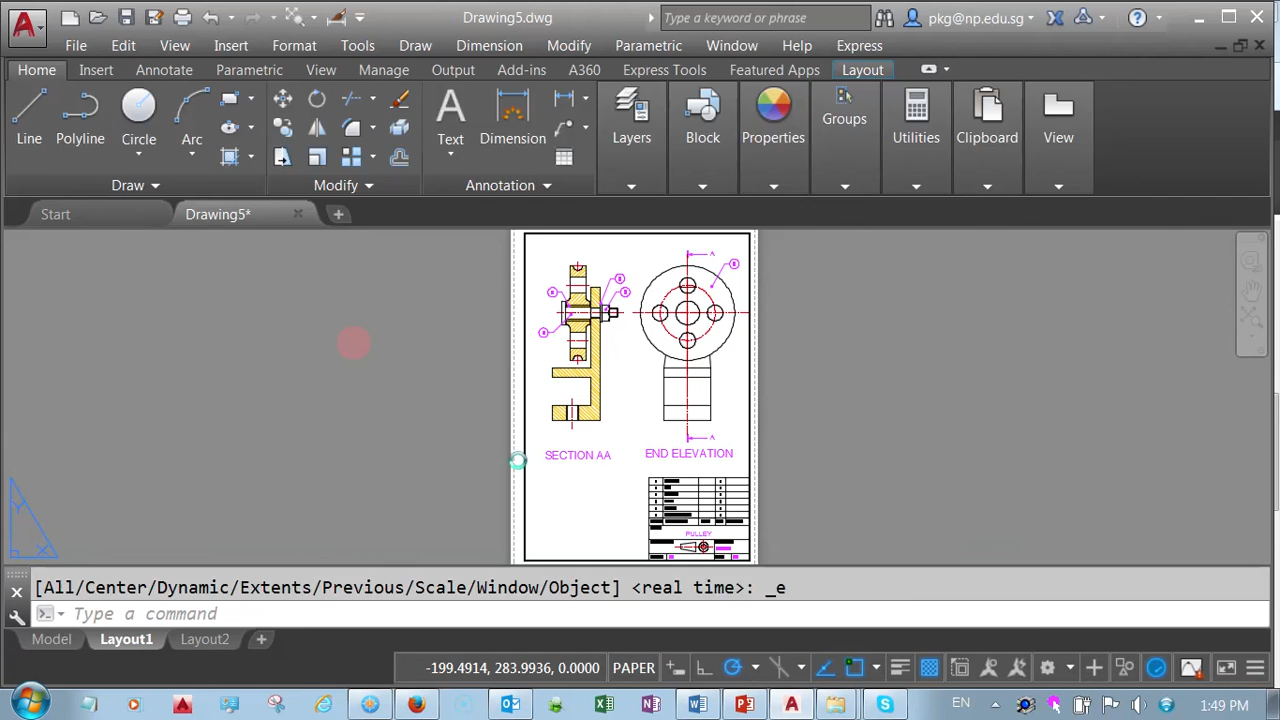 Drawing5.dwg
Type a keyword or phrase
pkg@np.edu.sg
File Edit View Insert Format Tools Draw Dimension Modify Parametric Window Help Express
Home Insert Annotate Parametric View Manage Output Add-ins A360 Express Tools Featured Apps Layout
Line Polyline Circle Arc Text Dimension Layers Block Properties Groups Utilities Clipboard View
Draw Modify Annotation
Start Drawing5*
A
A
SECTION AA END ELEVATION
PULLEY
Y
X
[All/Center/Dynamic/Extents/Previous/Scale/Window/Object] <real time>: _e
Type a command
Model Layout1 Layout2
-199.4914, 283.9936, 0.0000 PAPER
EN 1:49 PM